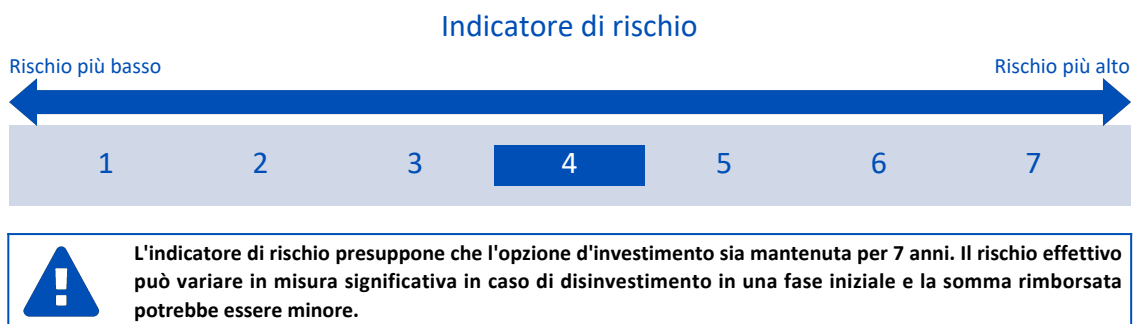 Indicatore di rischio
Rischio più basso
Rischio più alto
1 2 3 4 5 6 7
L'indicatore di rischio presuppone che l'opzione d'investimento sia mantenuta per 7 anni. Il rischio effettivo
può variare in misura significativa in caso di disinvestimento in una fase iniziale e la somma rimborsata
potrebbe essere minore.